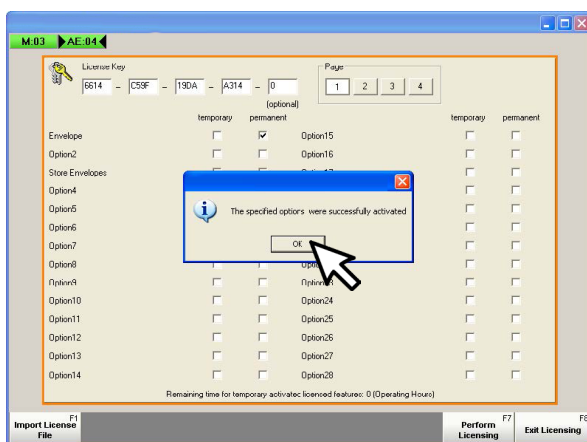 M:03 AE:04
License Key
Page
6614 - C59F - 19DA - A314 - 0
1 2 3 4
(optional)
temporary permanent temporary permanent
Envelope Option15
Option2 Option16
Store Envelopes
Option4
Option5
Option6
Option7
Option8
Option9
Option10 Option24
Option11 Option25
Option12 Option26
Option13 Option27
Option14 Option28
The specified options were successfully activated
OK
Remaining time for temporary activated licensed features: 0 (Operating Hours)
F1
Import License
File
F7
Perform
Licensing
F8
Exit Licensing